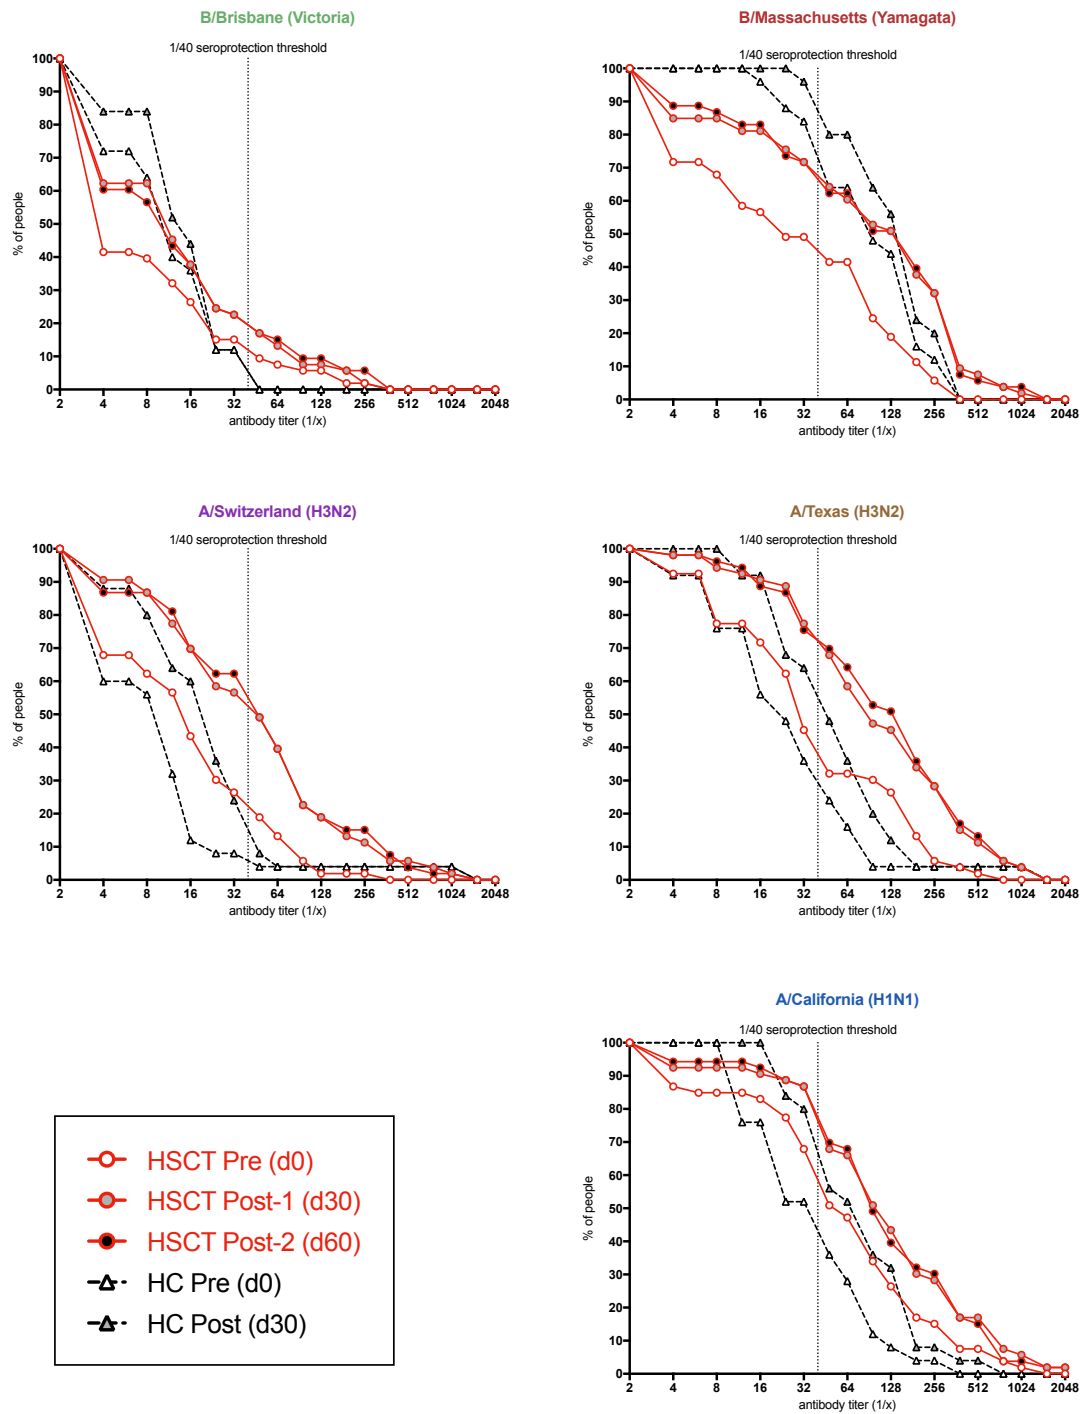 B/Brisbane (Victoria)
1/40 seroprotection threshold
100
90
80
70
60
50
40
30
20
10
0
% of people
2 4 8 16 32 64 128 256 512 1024 2048
antibody titer (1/x)
B/Massachusetts (Yamagata)
1/40 seroprotection threshold
100
90
80
70
60
50
40
30
20
10
0
% of people
2 4 8 16 32 64 128 256 512 1024 2048
antibody titer (1/x)
A/Switzerland (H3N2)
1/40 seroprotection threshold
100
90
80
70
60
50
40
30
20
10
0
% of people
2 4 8 16 32 64 128 256 512 1024 2048
antibody titer (1/x)
A/Texas (H3N2)
1/40 seroprotection threshold
100
90
80
70
60
50
40
30
20
10
0
% of people
2 4 8 16 32 64 128 256 512 1024 2048
antibody titer (1/x)
A/California (H1N1)
1/40 seroprotection threshold
100
90
80
70
60
50
40
30
20
10
0
% of people
2 4 8 16 32 64 128 256 512 1024 2048
antibody titer (1/x)
HSCT Pre (d0)
HSCT Post-1 (d30)
HSCT Post-2 (d60)
HC Pre (d0)
HC Post (d30)